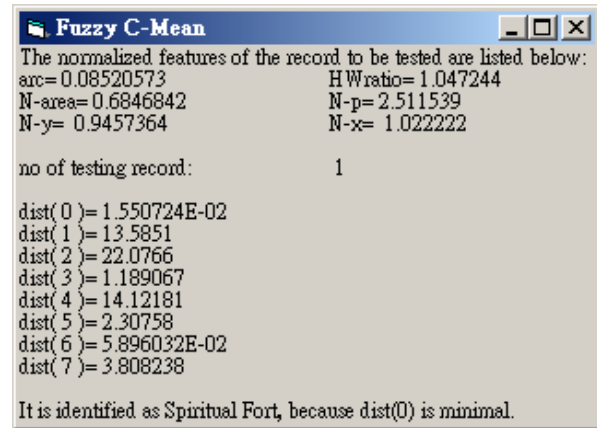 Fuzzy C-Mean
The normalized features of the record to be tested are listed below:
arc= 0.08520573 HWratio= 1.047244
N-area= 0.6846842 N-p= 2.511539
N-y= 0.9457364 N-x= 1.022222
no of testing record: 1
dist( 0 )= 1.550724E-02
dist( 1 )= 13.5851
dist( 2 )= 22.0766
dist( 3 )= 1.189067
dist( 4 )= 14.12181
dist( 5 )= 2.30758
dist( 6 )= 5.896032E-02
dist( 7 )= 3.808238
It is identified as Spiritual Fort, because dist(0) is minimal.